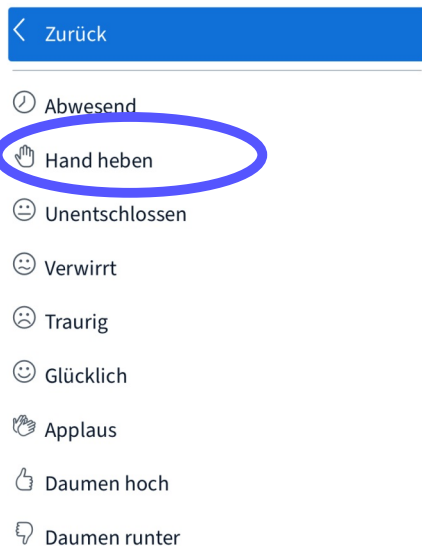 Zurück
Abwesend
Hand heben
Unentschlossen
Verwirrt
Traurig
Glücklich
Applaus
Daumen hoch
Daumen runter